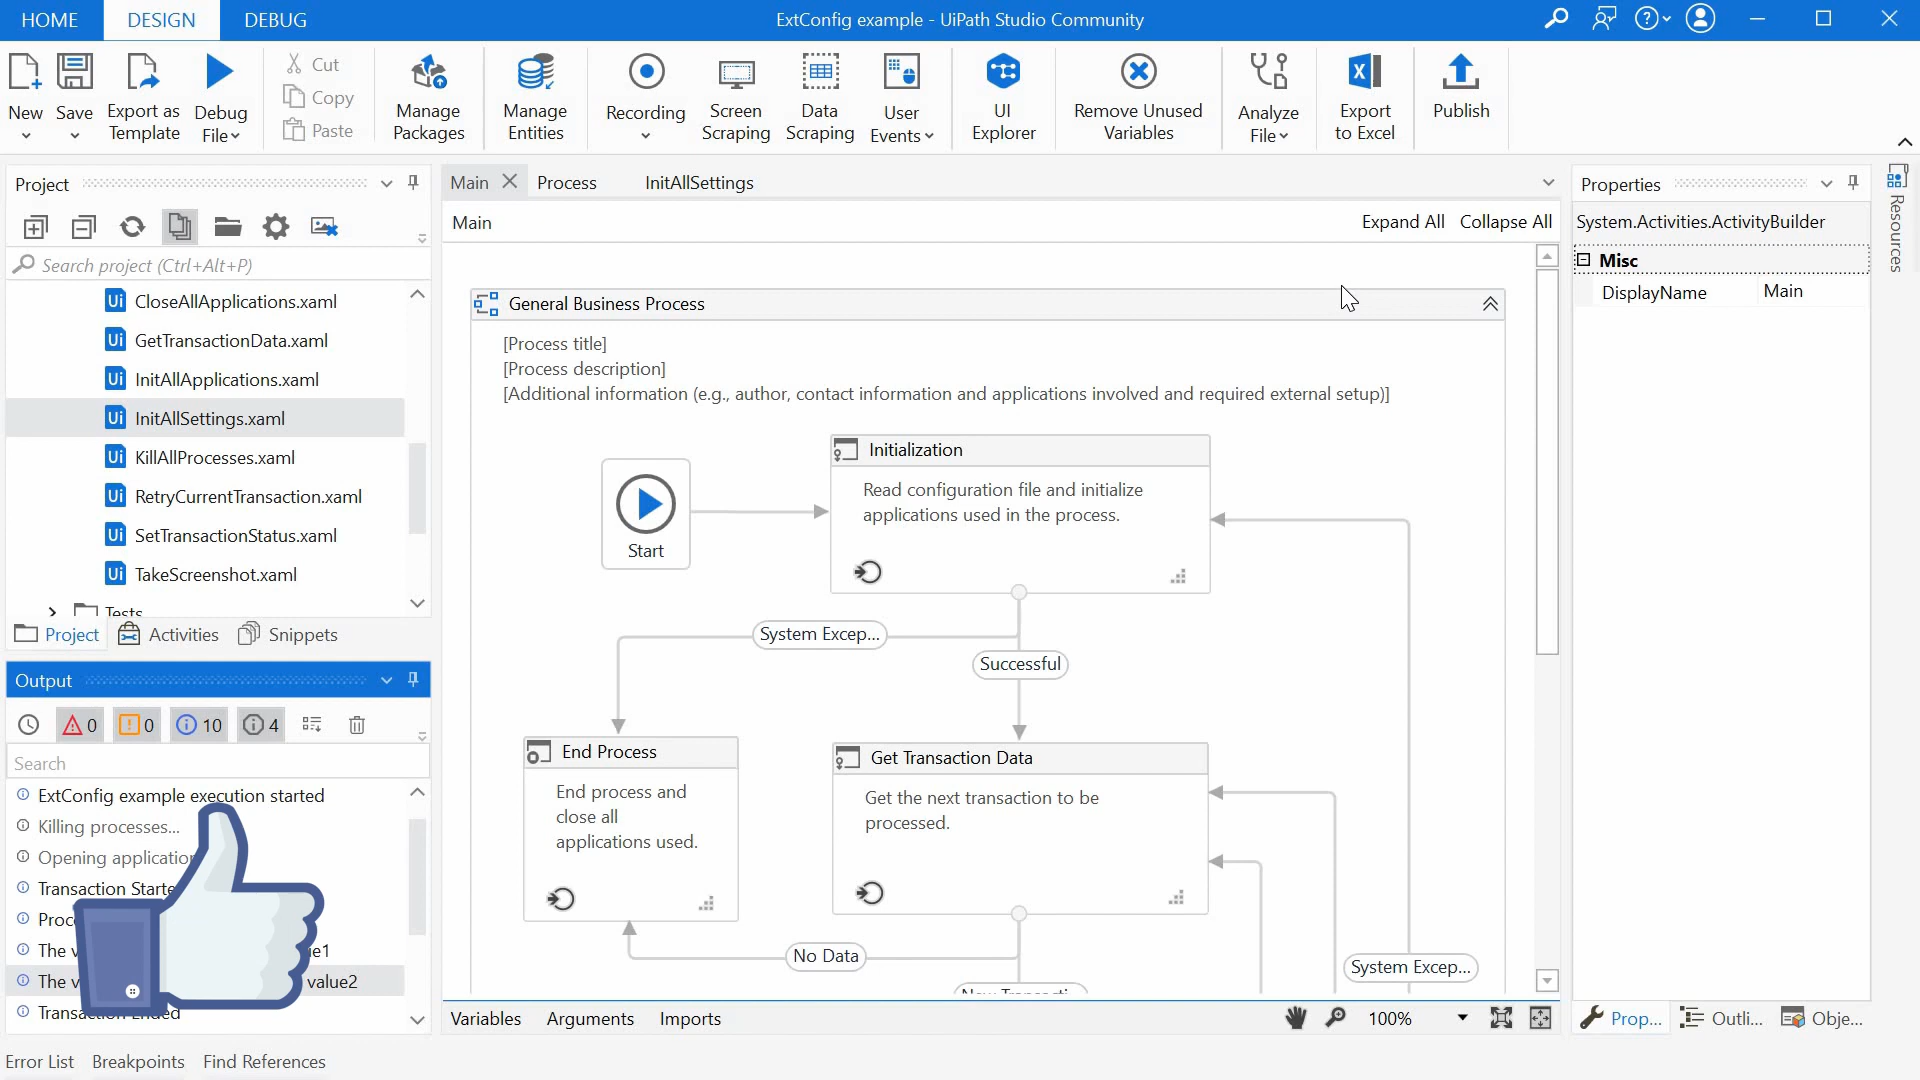 HOME
DESIGN
DEBUG
ExtConfig example - UiPath Studio Community
New
Save
Export as
Template
Debug
File
Cut
Copy
Paste
Manage
Packages
Manage
Entities
Recording
Screen
Scraping
Data
Scraping
User
Events
UI
Explorer
Remove Unused
Variables
Analyze
File
Export
to Excel
Publish
Project
Search project (Ctrl+Alt+P)
CloseAllApplications.xaml
GetTransactionData.xaml
InitAllApplications.xaml
InitAllSettings.xaml
KillAllProcesses.xaml
RetryCurrentTransaction.xaml
SetTransactionStatus.xaml
TakeScreenshot.xaml
Tests
Project
Activities
Snippets
Output
0
0
10
4
Search
ExtConfig example execution started
Killing processes...
Opening
Transaction
The
The value2
Ended
Error List
Breakpoints
Find References
Main
Process
InitAllSettings
Main
Expand All
Collapse All
General Business Process
[Process title]
[Process description]
[Additional information (e.g., author, contact information and applications involved and required external setup)]
Start
Initialization
Read configuration file and initialize
applications used in the process.
System Excep...
Successful
End Process
End process and
close all
applications used.
Get Transaction Data
Get the next transaction to be
processed.
No Data
System Excep...
Variables
Arguments
Imports
100%
Properties
System.Activities.ActivityBuilder
Misc
DisplayName
Main
Prop...
Outli...
Obje...
Resources